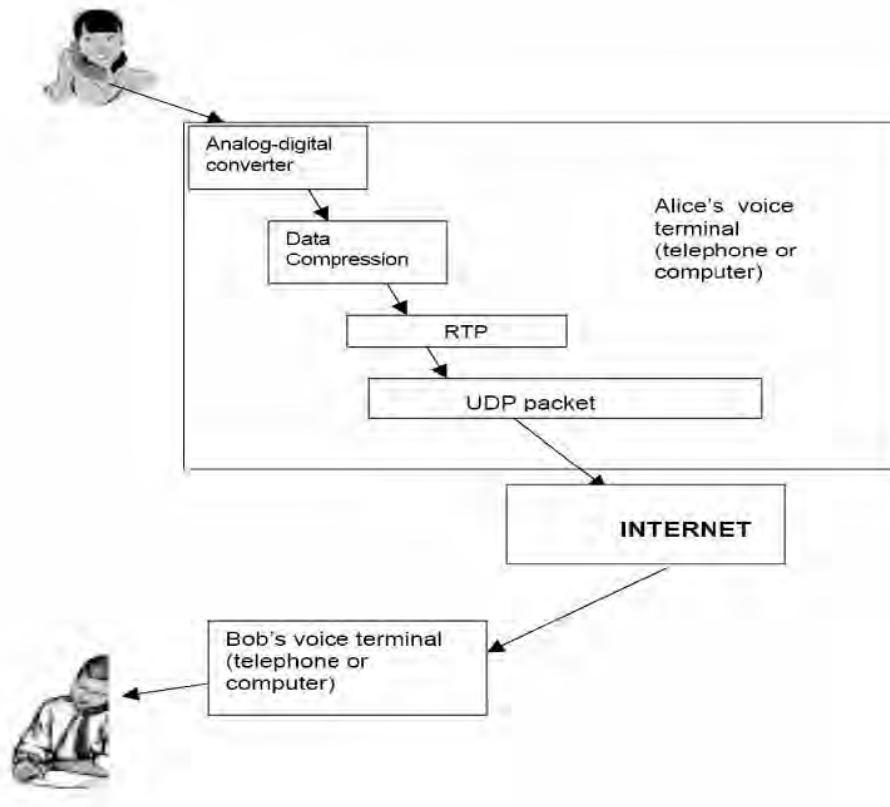 Analog-digital
converter
Data
Compression
Alice's voice
terminal
(telephone or
computer)
RTP
UDP packet
INTERNET
Bob's voice terminal
(telephone or
computer)